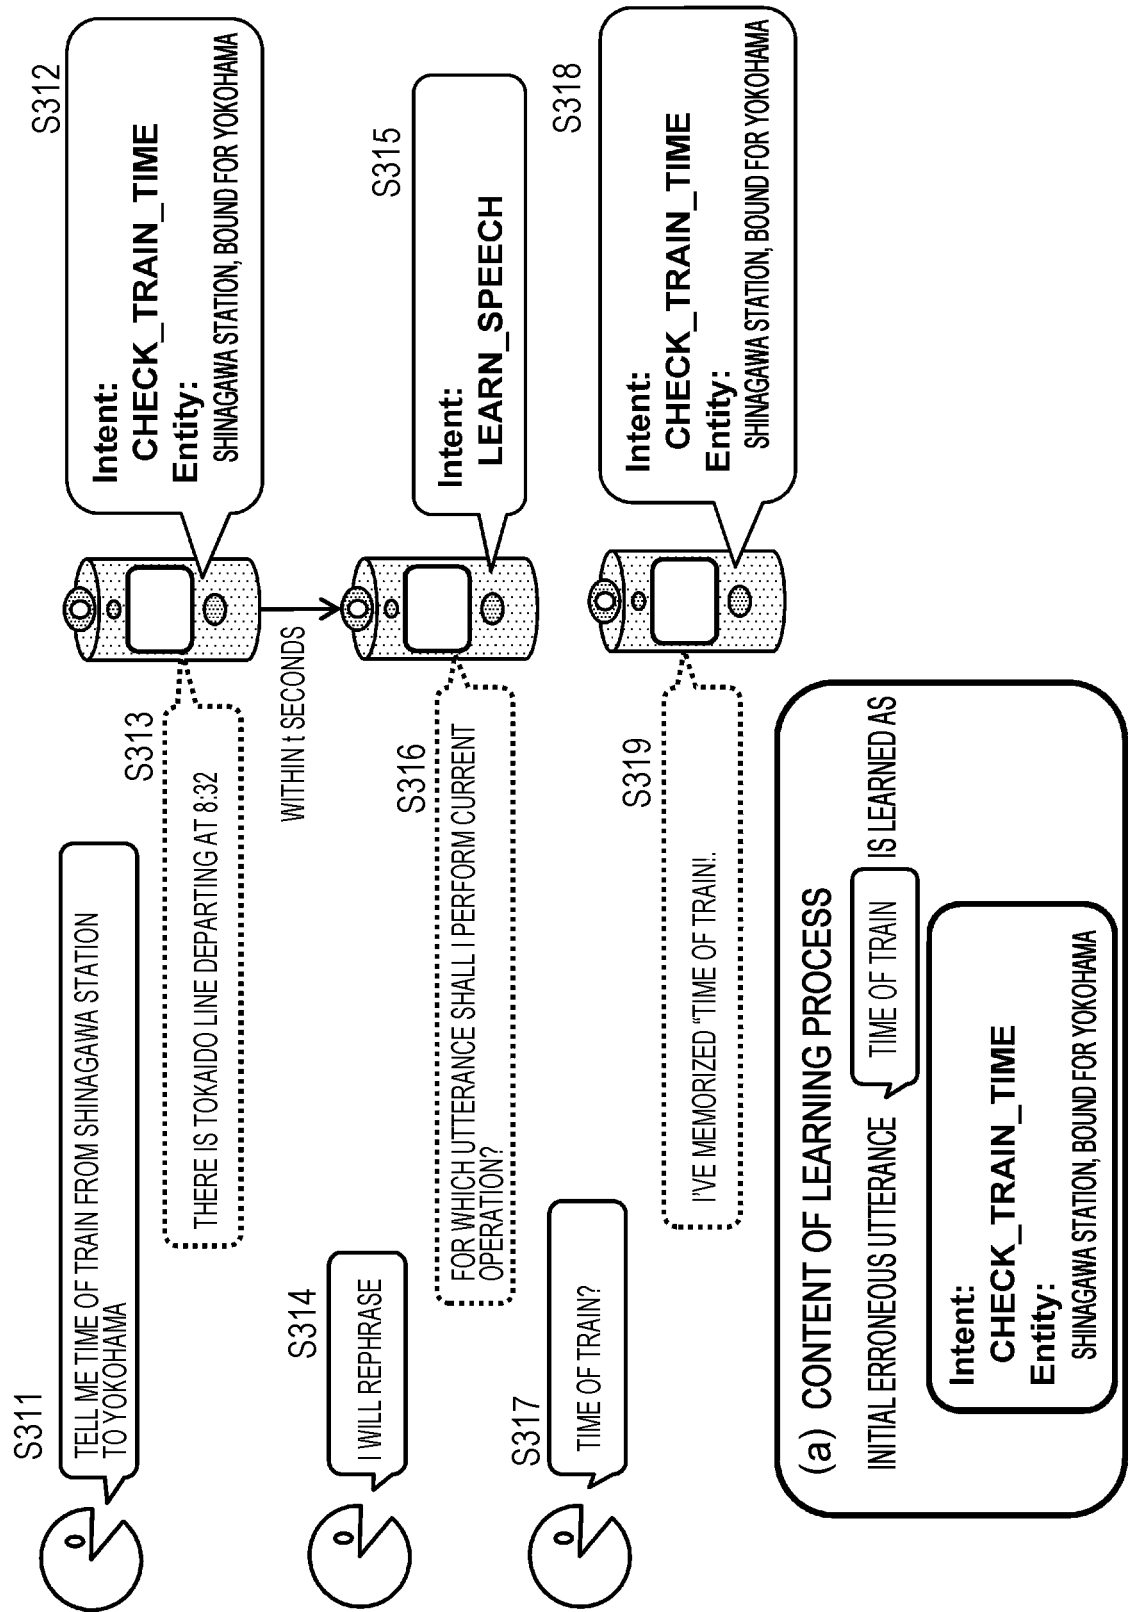 S311
TELL ME TIME OF TRAIN FROM SHINAGAWA STATION
TO YOKOHAMA
S312
Intent:
CHECK_TRAIN_TIME
Entity:
SHINAGAWA STATION, BOUND FOR YOKOHAMA
S313
THERE IS TOKAIDO LINE DEPARTING AT 8:32
WITHIN t SECONDS
S314
I WILL REPHRASE
S315
Intent:
LEARN_SPEECH
S316
FOR WHICH UTTERANCE SHALL I PERFORM CURRENT
OPERATION?
S317
TIME OF TRAIN?
S318
Intent:
CHECK_TRAIN_TIME
Entity:
SHINAGAWA STATION, BOUND FOR YOKOHAMA
S319
I'VE MEMORIZED “TIME OF TRAIN!.
(a) CONTENT OF LEARNING PROCESS
INITIAL ERRONEOUS UTTERANCE TIME OF TRAIN IS LEARNED AS
Intent:
CHECK_TRAIN_TIME
Entity:
SHINAGAWA STATION, BOUND FOR YOKOHAMA